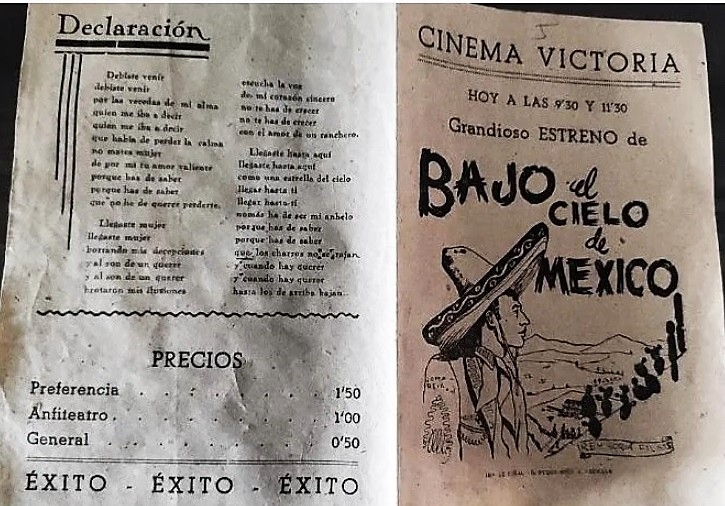 Declaración
Debiste venir
debiste venir
por las veredas de mi alma
quien me iba a decir
quien me iba a decir
que había de perder la calma
no mates mujer
de por mi tu amor valiente
porque has de saber
porque has de saber
que no he de querer perderte.
Llegaste mujer
llegaste mujer
borrando mis decepciones
y al son de un querer
y al son de un querer
brotaron mis ilusiones
escucha la voz
de mi corazón sincero
no te has de creer
no te has de creer
con el amor de un ranchero.
Llegaste hasta aquí
llegaste hasta aquí
como una estrella del cielo
llegar hasta ti
llegar hasta ti
nomás ha de ser mi anhelo
porque has de saber
porque has de saber
que los charros no se rajan
y cuando hay querer
y cuando hay querer
hasta los de arriba bajan
PRECIOS
Preferencia . . . . . . 1'50
Anfiteatro . . . . . . 1'00
General . . . . . . 0'50
ÉXITO - ÉXITO - ÉXITO
CINEMA VICTORIA
HOY A LAS 9'30 Y 11'30
Grandioso ESTRENO de
BAJO el
CIELO
de
MEXICO